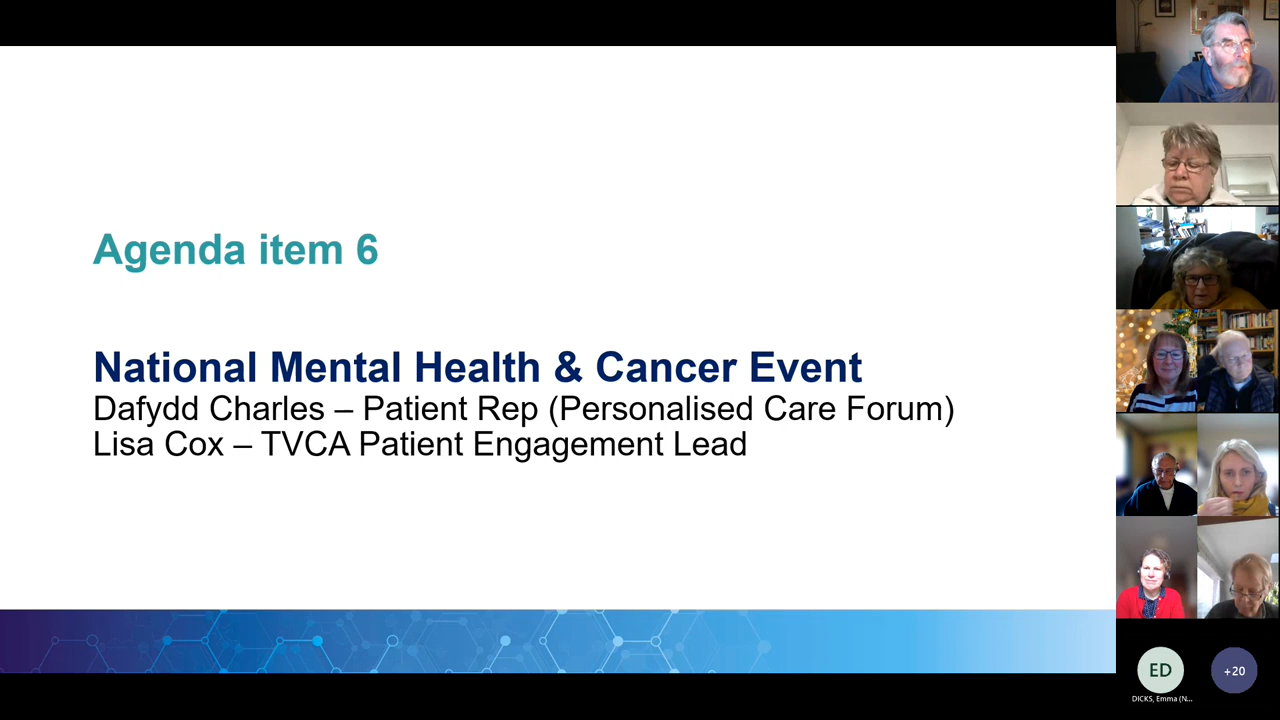 Agenda item 6
National Mental Health & Cancer Event
Dafydd Charles – Patient Rep (Personalised Care Forum)
Lisa Cox – TVCA Patient Engagement Lead
ED
+20
DICKS, Emma (N...